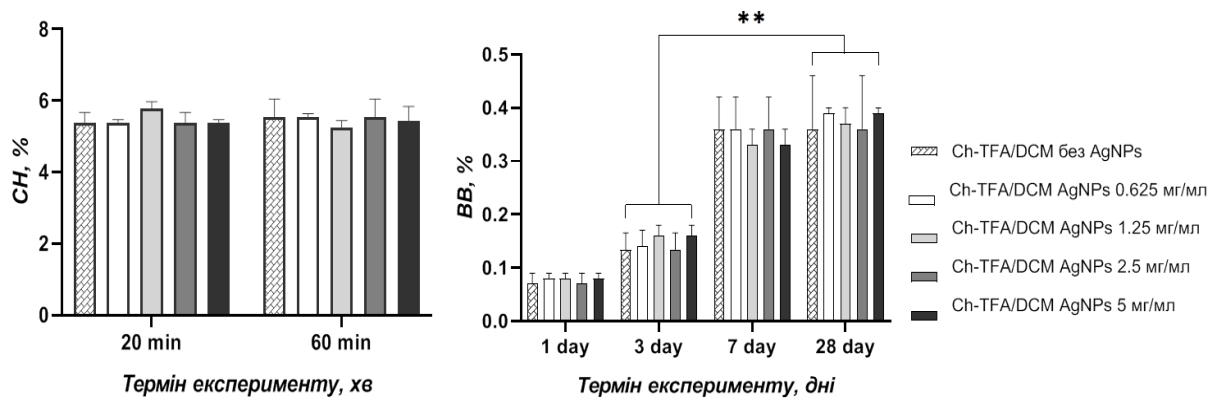 СН, %
8
6
4
2
0
20 min
60 min
Термін експерименту, хв
**
ВВ, %
0.5
0.4
0.3
0.2
0.1
0.0
1 day
3 day
7 day
28 day
Термін експерименту, дні
Ch-TFA/DCM без AgNPs
Ch-TFA/DCM AgNPs 0.625 мг/мл
Ch-TFA/DCM AgNPs 1.25 мг/мл
Ch-TFA/DCM AgNPs 2.5 мг/мл
Ch-TFA/DCM AgNPs 5 мг/мл